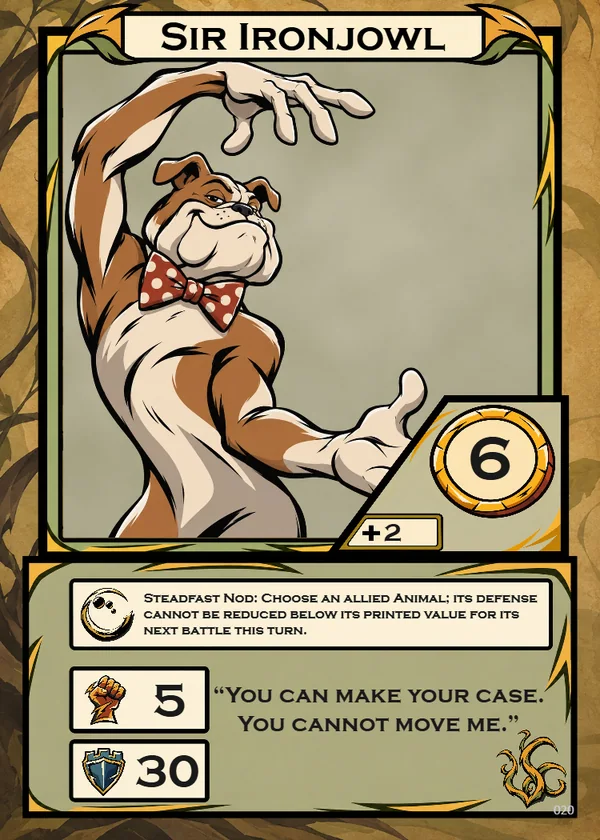 Sir Ironjowl
6
+2
Steadfast Nod: Choose an allied Animal; its defense
cannot be reduced below its printed value for its
next battle this turn.
5
“You can make your case.
You cannot move me.”
30
020